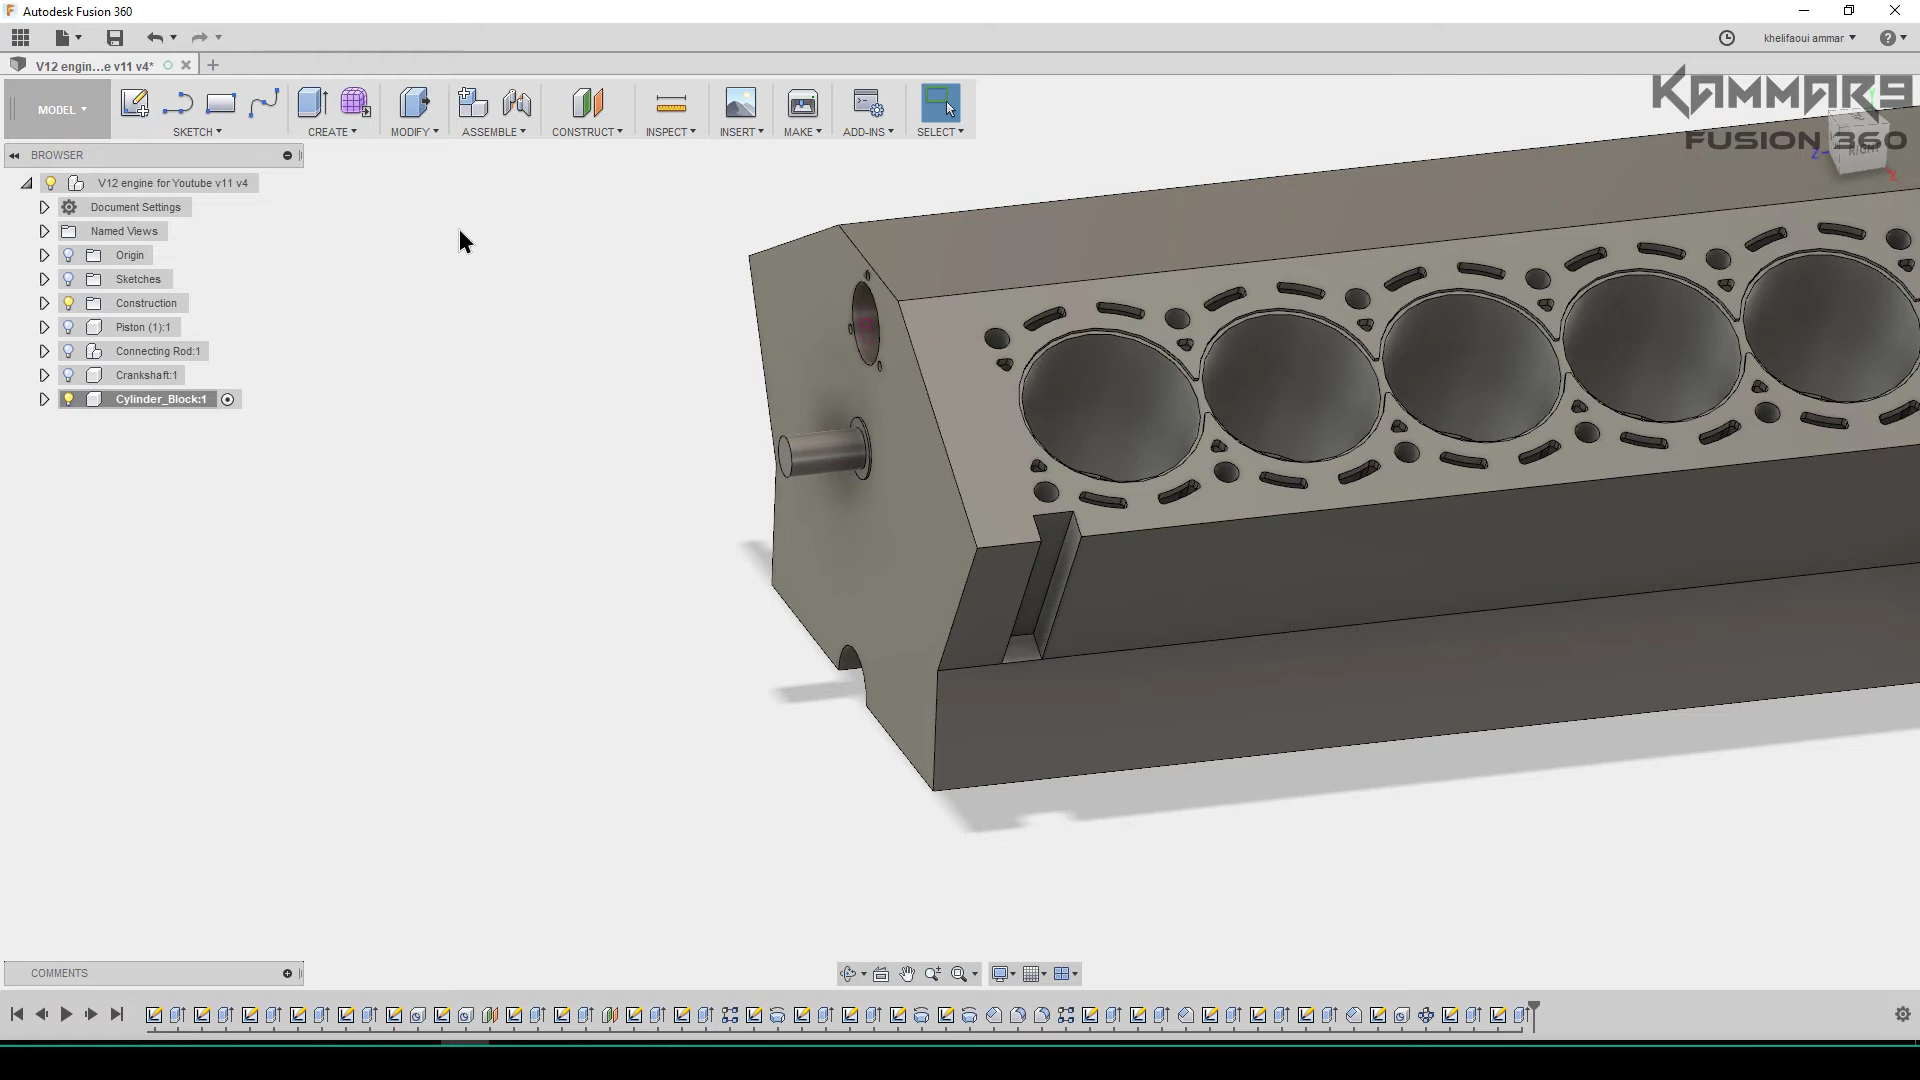 Autodesk Fusion 360
khelifaoui ammar
V12 engin...e v11 v4*
KAMMAR9
FUSION 360
MODEL
SKETCH
CREATE
MODIFY
ASSEMBLE
CONSTRUCT
INSPECT
INSERT
MAKE
ADD-INS
SELECT
RIGHT
Z
X
BROWSER
V12 engine for Youtube v11 v4
Document Settings
Named Views
Origin
Sketches
Construction
Piston (1):1
Connecting Rod:1
Crankshaft:1
Cylinder_Block:1
COMMENTS